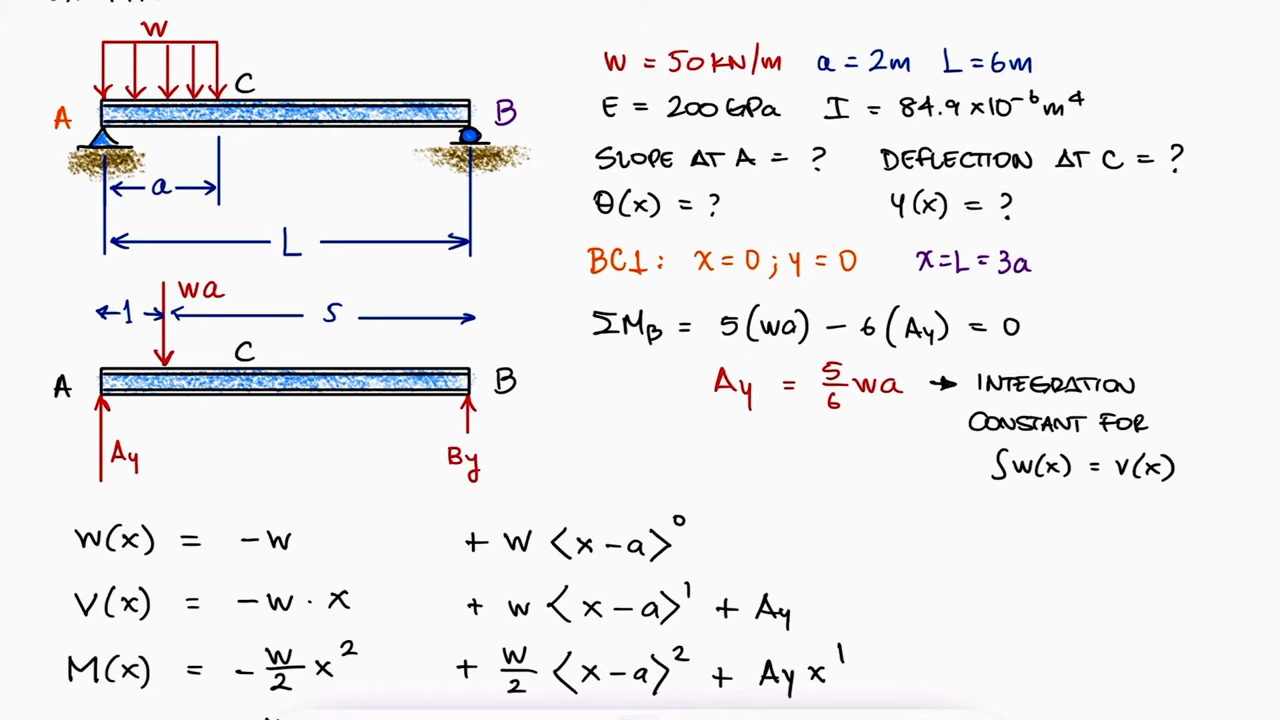 w
C
A
B
a
L
w = 50 kN/m a = 2m L = 6m
E = 200 GPa I = 84.9 × 10⁻⁶ m⁴
SLOPE AT A = ? DEFLECTION AT C = ?
θ(x) = ? y(x) = ?
BC1: x = 0 ; y = 0 x = L = 3a
wa
1 5
C
A
B
Ay
By
ΣM_B = 5(wa) − 6(Ay) = 0
Ay = 5/6 wa → INTEGRATION
CONSTANT FOR
∫w(x) = V(x)
w(x) = −w + w ⟨x−a⟩⁰
V(x) = −w · x + w ⟨x−a⟩¹ + Ay
M(x) = −w/2 x² + w/2 ⟨x−a⟩² + Ay x¹